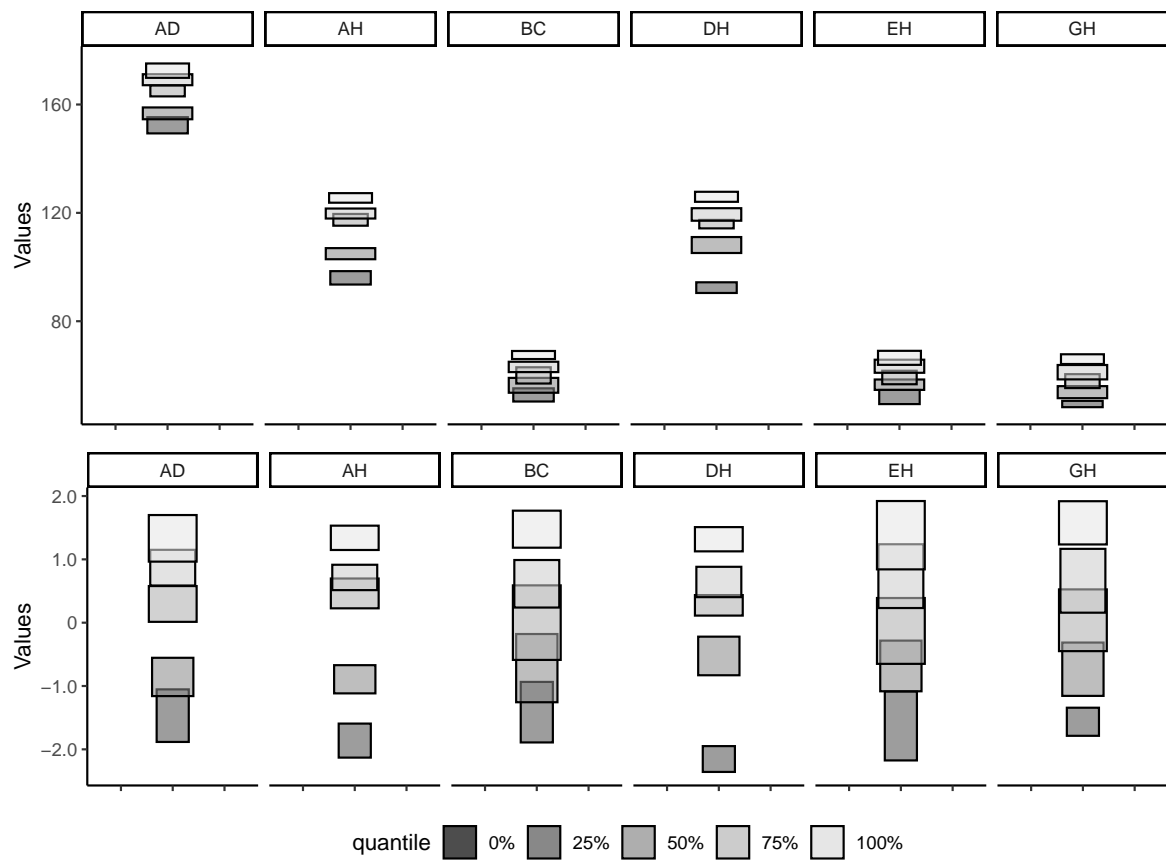 AD AH BC DH EH GH
160
120
80
Values
AD AH BC DH EH GH
2.0
1.0
0
−1.0
−2.0
Values
quantile 0% 25% 50% 75% 100%